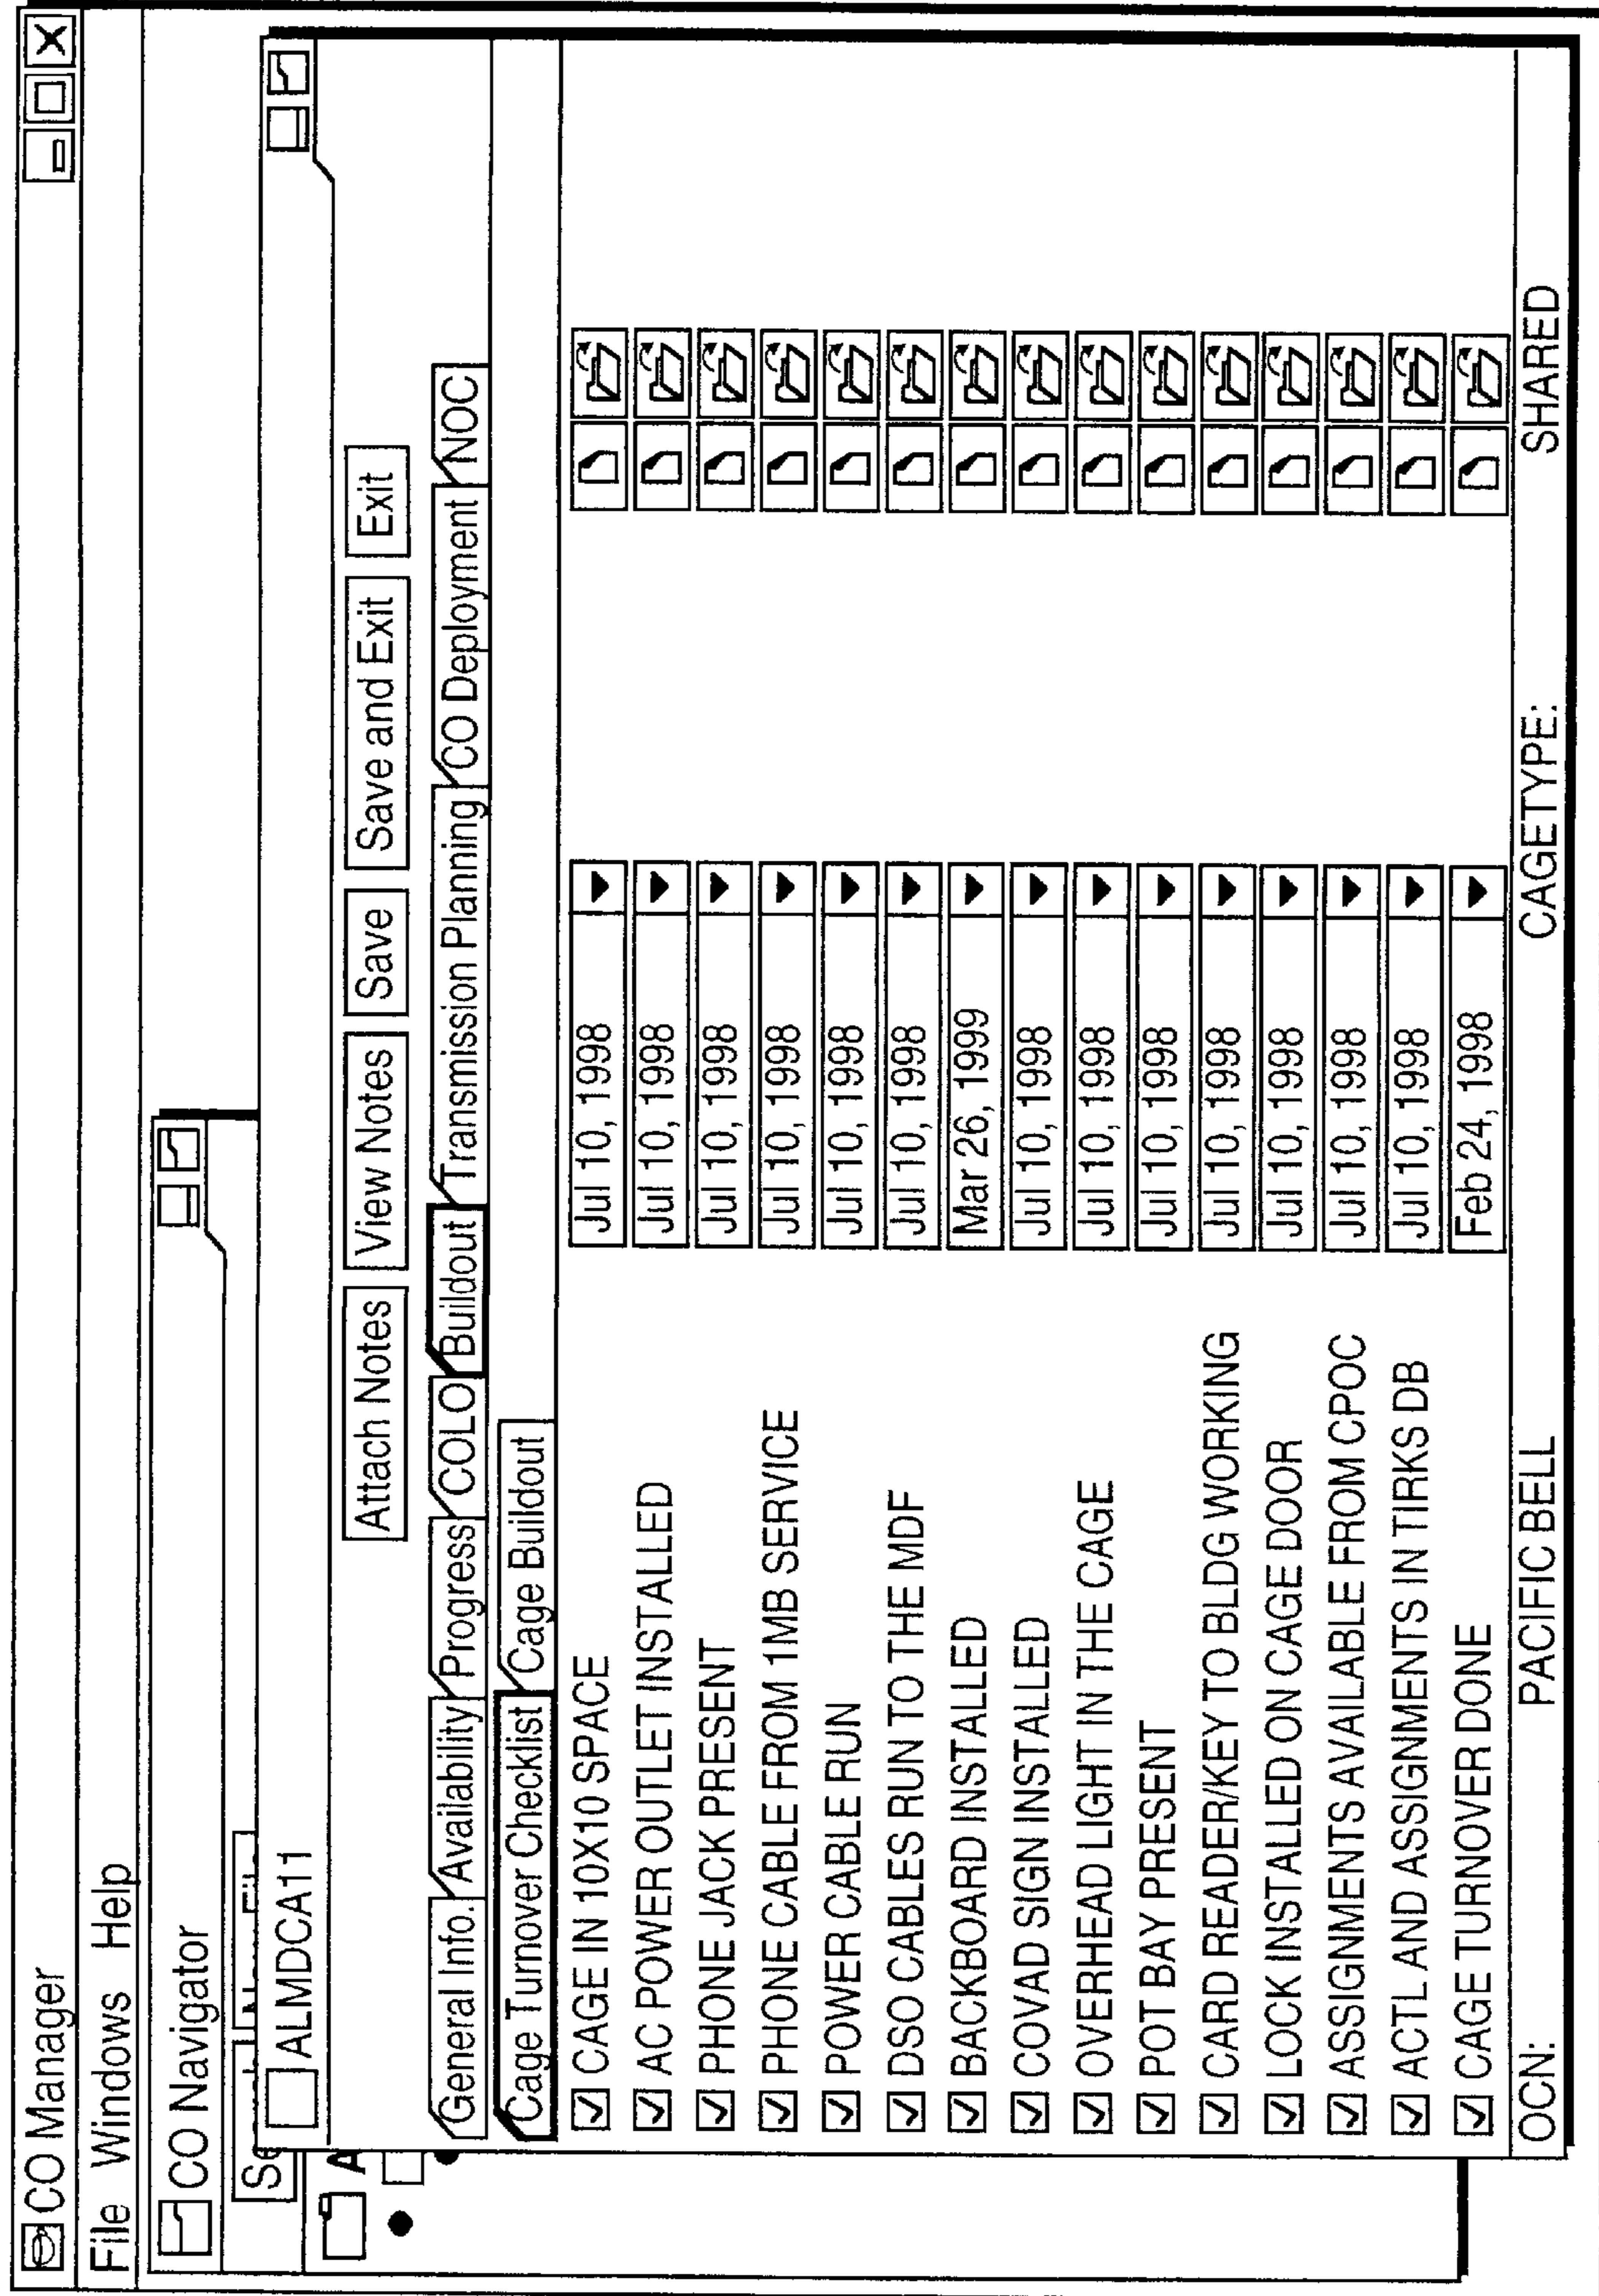 CO Manager
File Windows Help
CO Navigator
ALMDCA11
Attach Notes View Notes Save Save and Exit Exit
General Info. Availability Progress COLO Buildout Transmission Planning CO Deployment NOC
Cage Turnover Checklist Cage Buildout
CAGE IN 10X10 SPACE Jul 10, 1998
AC POWER OUTLET INSTALLED Jul 10, 1998
PHONE JACK PRESENT Jul 10, 1998
PHONE CABLE FROM 1MB SERVICE Jul 10, 1998
POWER CABLE RUN Jul 10, 1998
DSO CABLES RUN TO THE MDF Jul 10, 1998
BACKBOARD INSTALLED Mar 26, 1999
COVAD SIGN INSTALLED Jul 10, 1998
OVERHEAD LIGHT IN THE CAGE Jul 10, 1998
POT BAY PRESENT Jul 10, 1998
CARD READER/KEY TO BLDG WORKING Jul 10, 1998
LOCK INSTALLED ON CAGE DOOR Jul 10, 1998
ASSIGNMENTS AVAILABLE FROM CPOC Jul 10, 1998
ACTL AND ASSIGNMENTS IN TIRKS DB Jul 10, 1998
CAGE TURNOVER DONE Feb 24, 1998
OCN: PACIFIC BELL CAGETYPE: SHARED